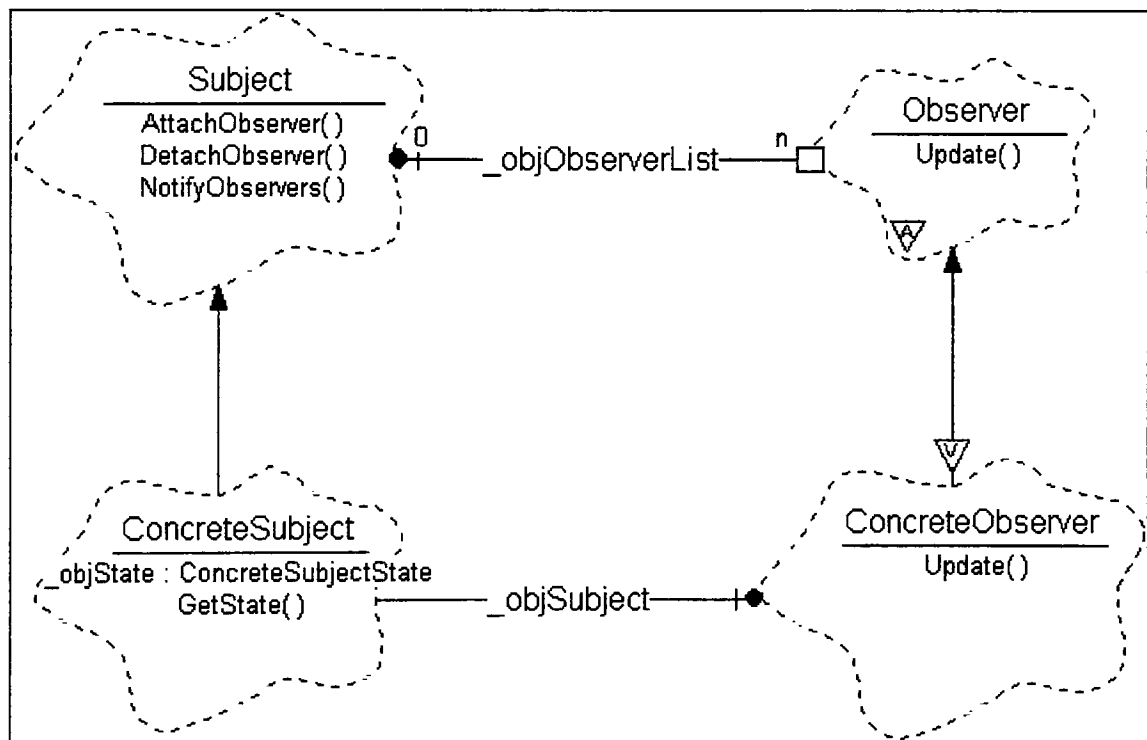 Subject
AttachObserver()
DetachObserver()
NotifyObservers()
0
_objObserverList
n
Observer
Update()
A
V
ConcreteSubject
_objState : ConcreteSubjectState
GetState()
_objSubject
ConcreteObserver
Update()